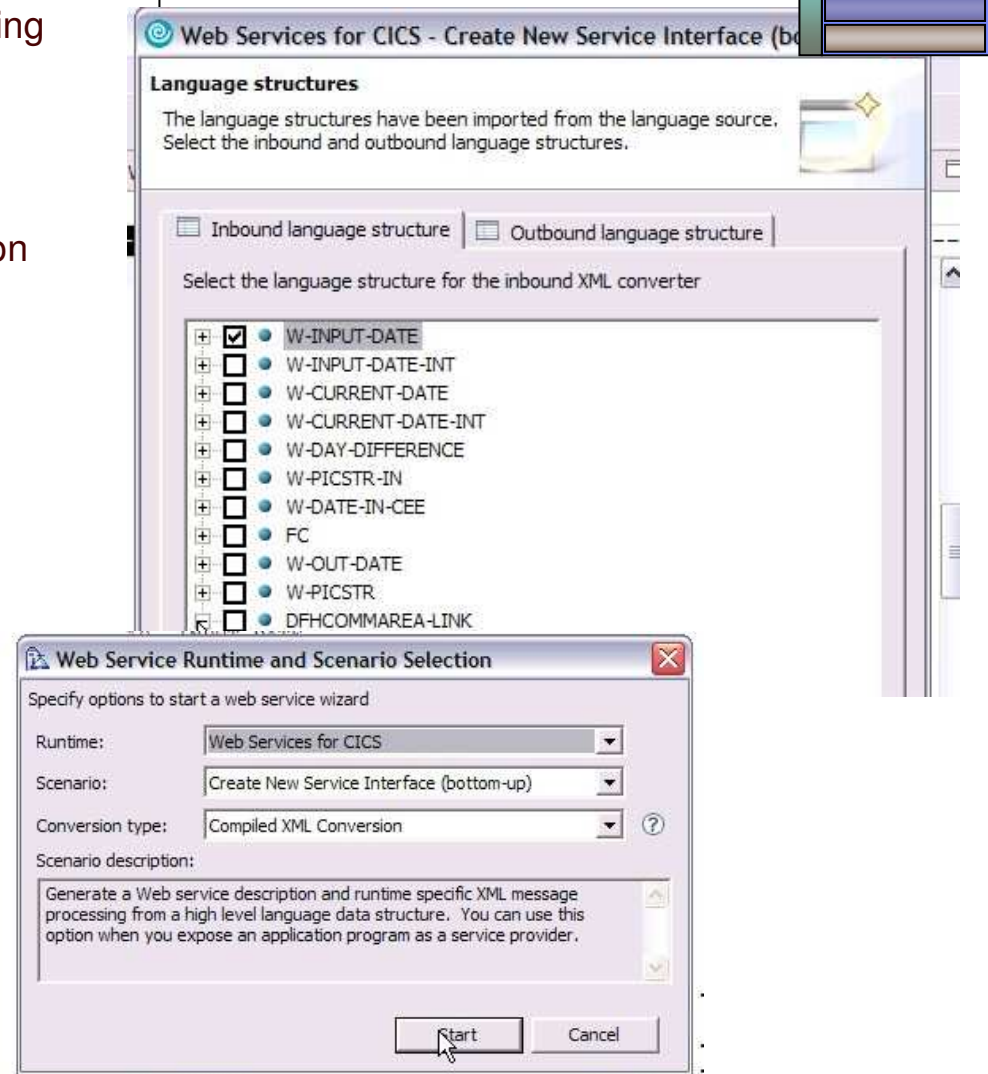 ing
on
Web Services for CICS - Create New Service Interface (bo
Language structures
The language structures have been imported from the language source.
Select the inbound and outbound language structures.
Inbound language structure
Outbound language structure
Select the language structure for the inbound XML converter
W-INPUT-DATE
W-INPUT-DATE-INT
W-CURRENT-DATE
W-CURRENT-DATE-INT
W-DAY-DIFFERENCE
W-PICSTR-IN
W-DATE-IN-CEE
FC
W-OUT-DATE
W-PICSTR
DFHCOMMAREA-LINK
Web Service Runtime and Scenario Selection
Specify options to start a web service wizard
Runtime: Web Services for CICS
Scenario: Create New Service Interface (bottom-up)
Conversion type: Compiled XML Conversion
Scenario description:
Generate a Web service description and runtime specific XML message
processing from a high level language data structure. You can use this
option when you expose an application program as a service provider.
Start Cancel